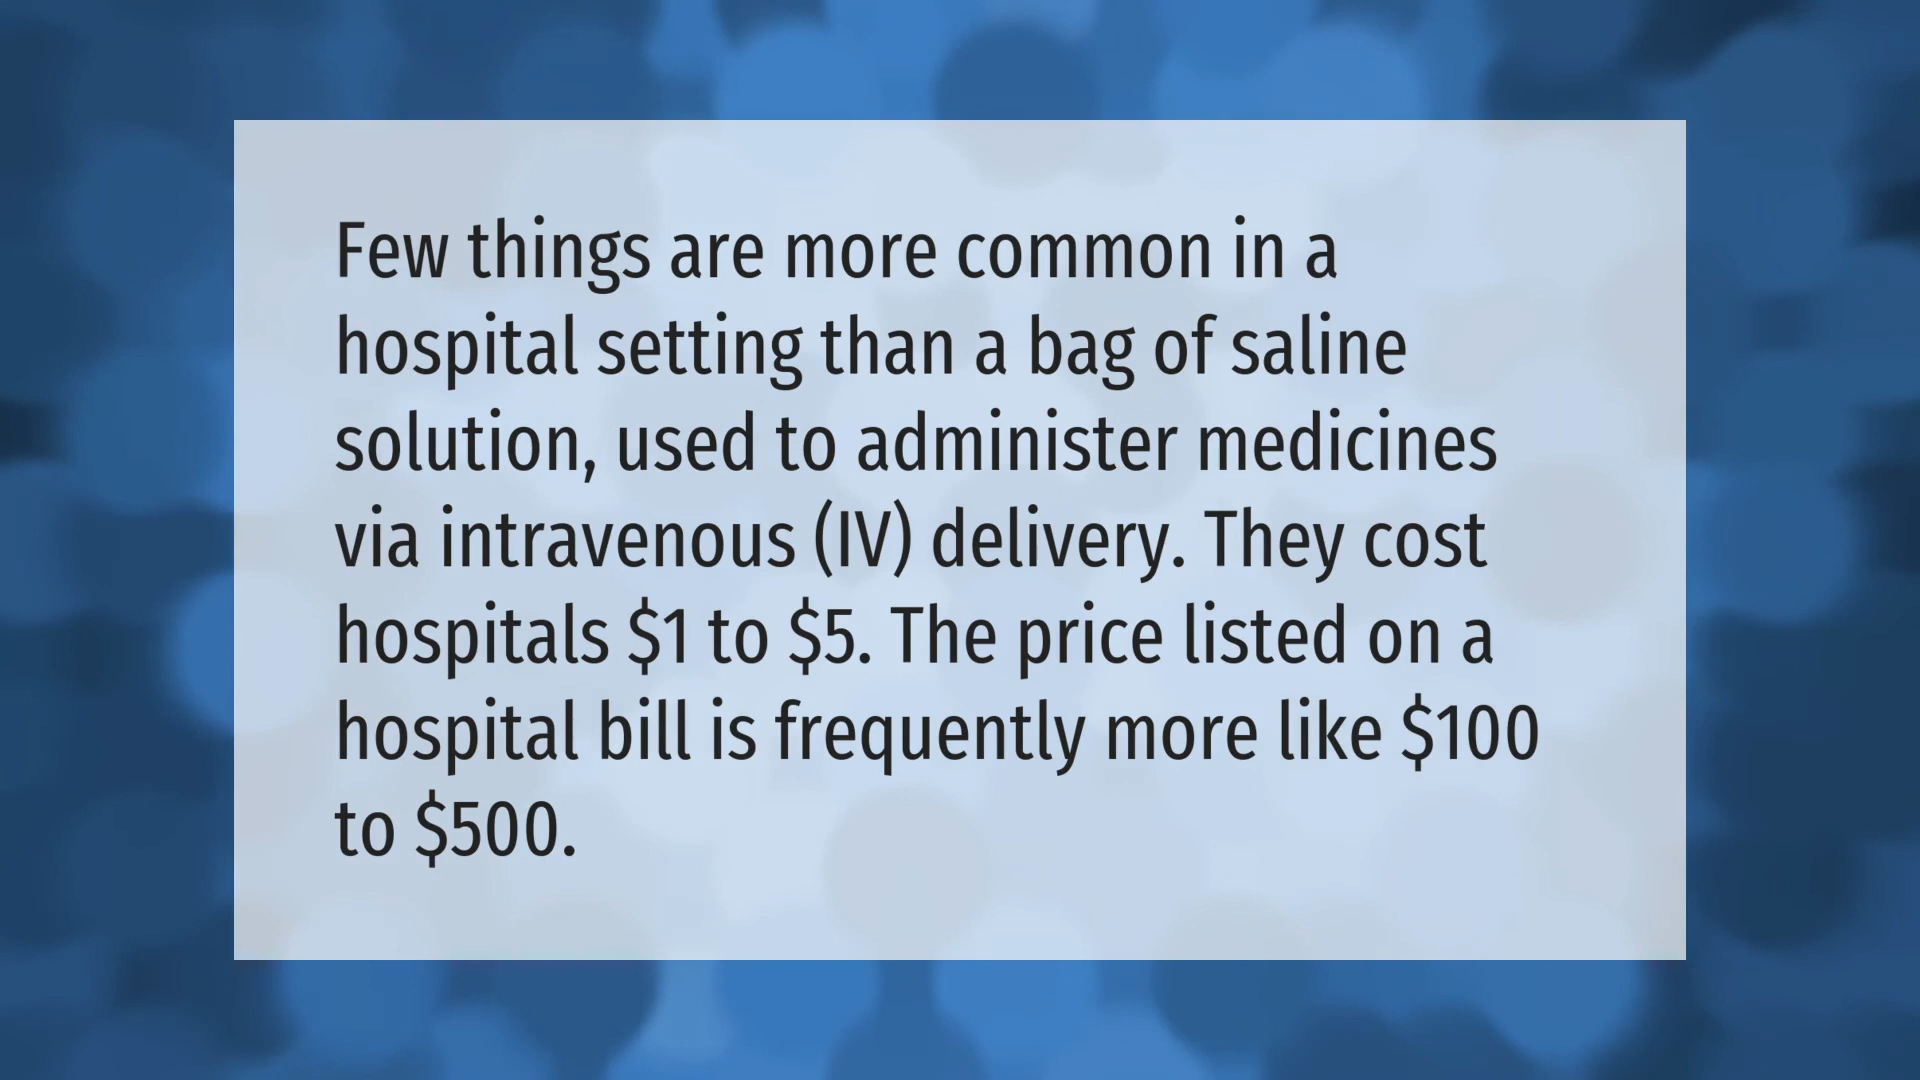 Few things are more common in a
hospital setting than a bag of saline
solution, used to administer medicines
via intravenous (IV) delivery. They cost
hospitals $1 to $5. The price listed on a
hospital bill is frequently more like $100
to $500.